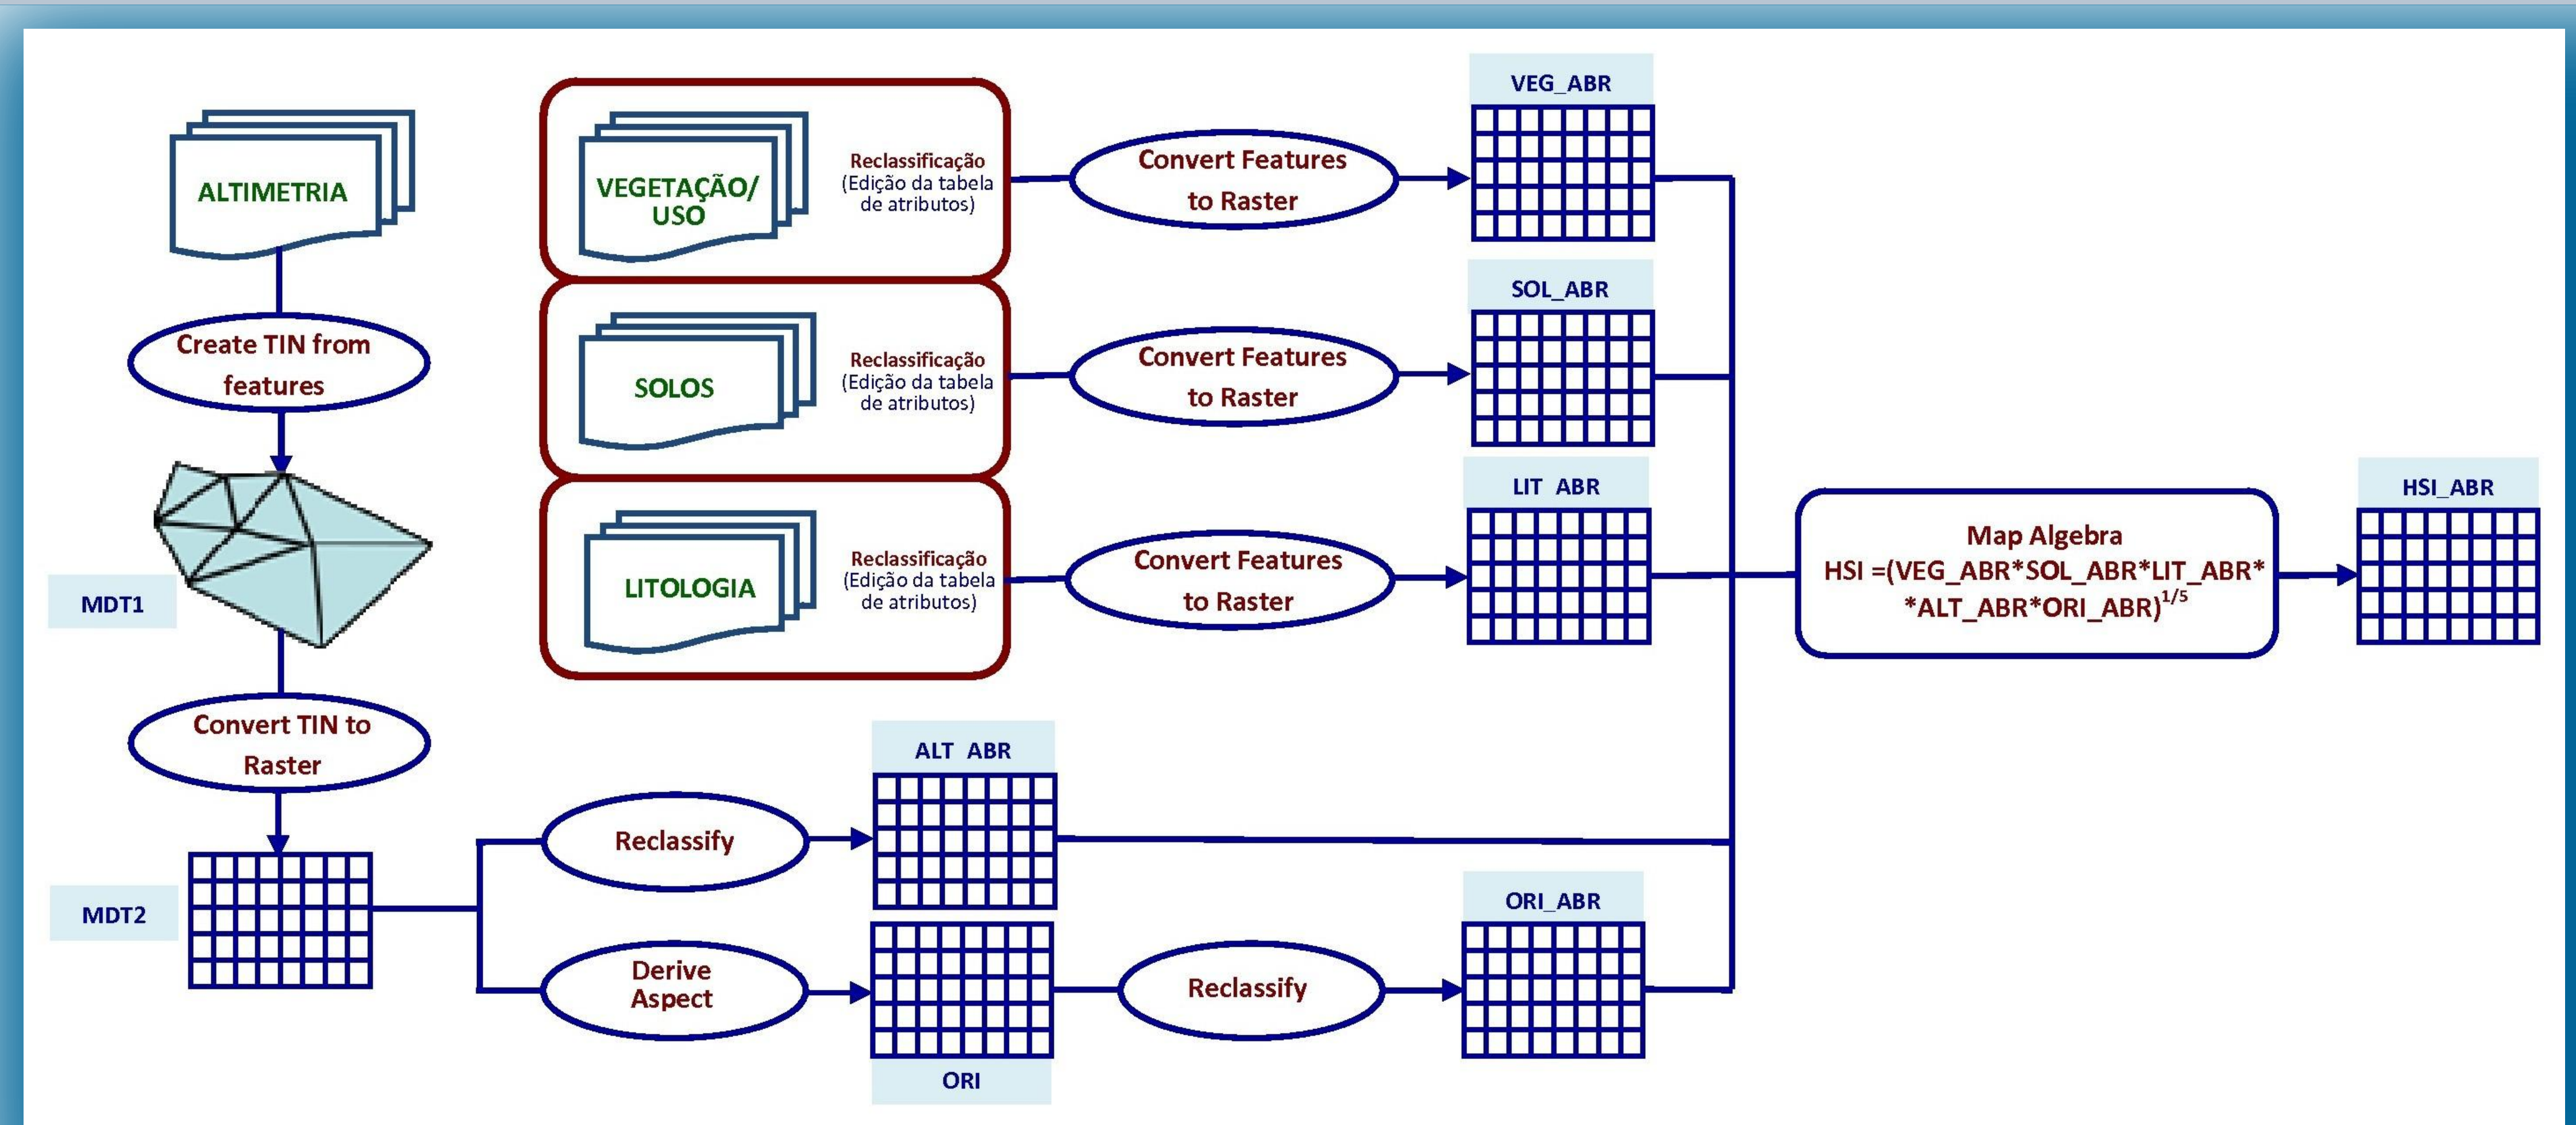 ALTIMETRIA
Create TIN from
features
MDT1
Convert TIN to
Raster
MDT2
VEGETAÇÃO/
USO
Reclassificação
(Edição da tabela
de atributos)
Convert Features
to Raster
VEG_ABR
SOLOS
Reclassificação
(Edição da tabela
de atributos)
Convert Features
to Raster
SOL_ABR
LITOLOGIA
Reclassificação
(Edição da tabela
de atributos)
Convert Features
to Raster
LIT ABR
Reclassify
ALT ABR
Derive
Aspect
ORI
Reclassify
ORI_ABR
Map Algebra
HSI =(VEG_ABR*SOL_ABR*LIT_ABR*
*ALT_ABR*ORI_ABR)^1/5
HSI_ABR